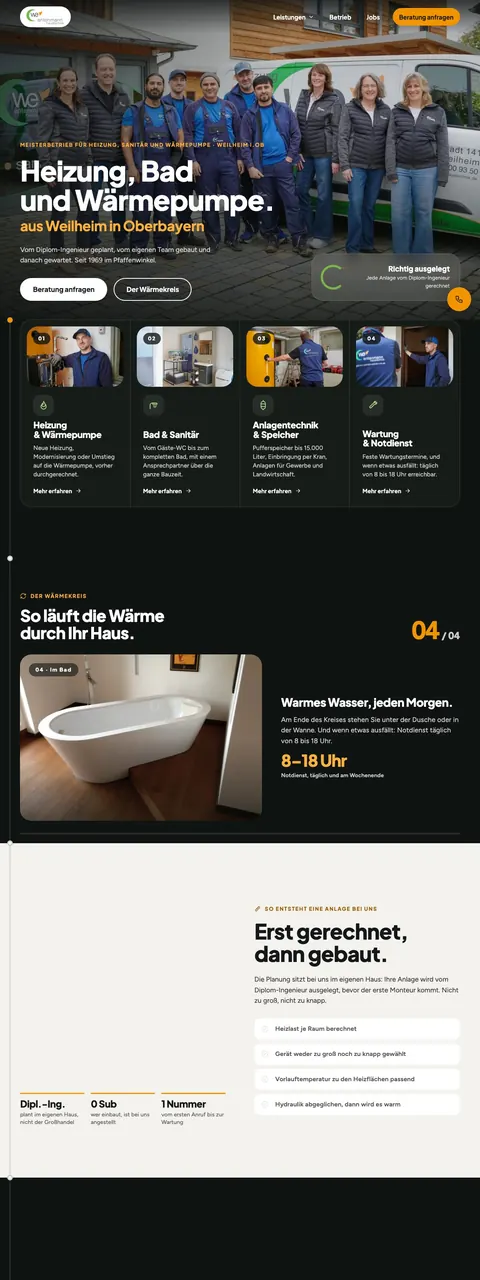 Leistungen
Betrieb
Jobs
Beratung anfragen
MEISTERBETRIEB FÜR HEIZUNG, SANITÄR UND WÄRMEPUMPE · WEILHEIM I.OB
Heizung, Bad
und Wärmepumpe.
aus Weilheim in Oberbayern
Vom Diplom-Ingenieur geplant, vom eigenen Team gebaut und
danach gewartet. Seit 1969 im Pfaffenwinkel.
Beratung anfragen
Der Wärmekreis
Richtig ausgelegt
Jede Anlage vom Diplom-Ingenieur
gerechnet
01
Heizung
& Wärmepumpe
Neue Heizung,
Modernisierung oder Umstieg
auf die Wärmepumpe, vorher
durchgerechnet.
Mehr erfahren →
02
Bad & Sanitär
Vom Gäste-WC bis zum
kompletten Bad, mit einem
Ansprechpartner über die
ganze Bauzeit.
Mehr erfahren →
03
Anlagentechnik
& Speicher
Pufferspeicher bis 15.000
Liter, Einbringung per Kran,
Anlagen für Gewerbe und
Landwirtschaft.
Mehr erfahren →
04
Wartung
& Notdienst
Feste Wartungstermine, und
wenn etwas ausfällt: täglich
von 8 bis 18 Uhr erreichbar.
Mehr erfahren →
DER WÄRMEKREIS
So läuft die Wärme
durch Ihr Haus.
04 / 04
04 · Im Bad
Warmes Wasser, jeden Morgen.
Am Ende des Kreises stehen Sie unter der Dusche oder in
der Wanne. Und wenn etwas ausfällt: Notdienst täglich
von 8 bis 18 Uhr.
8–18 Uhr
Notdienst, täglich und am Wochenende
SO ENTSTEHT EINE ANLAGE BEI UNS
Erst gerechnet,
dann gebaut.
Die Planung sitzt bei uns im eigenen Haus: Ihre Anlage wird vom
Diplom-Ingenieur ausgelegt, bevor der erste Monteur kommt. Nicht
zu groß, nicht zu knapp.
Heizlast je Raum berechnet
Gerät weder zu groß noch zu knapp gewählt
Vorlauftemperatur zu den Heizflächen passend
Hydraulik abgeglichen, dann wird es warm
Dipl.-Ing.
plant im eigenen Haus,
nicht der Großhandel
0 Sub
wer einbaut, ist bei uns
angestellt
1 Nummer
vom ersten Anruf bis zur
Wartung